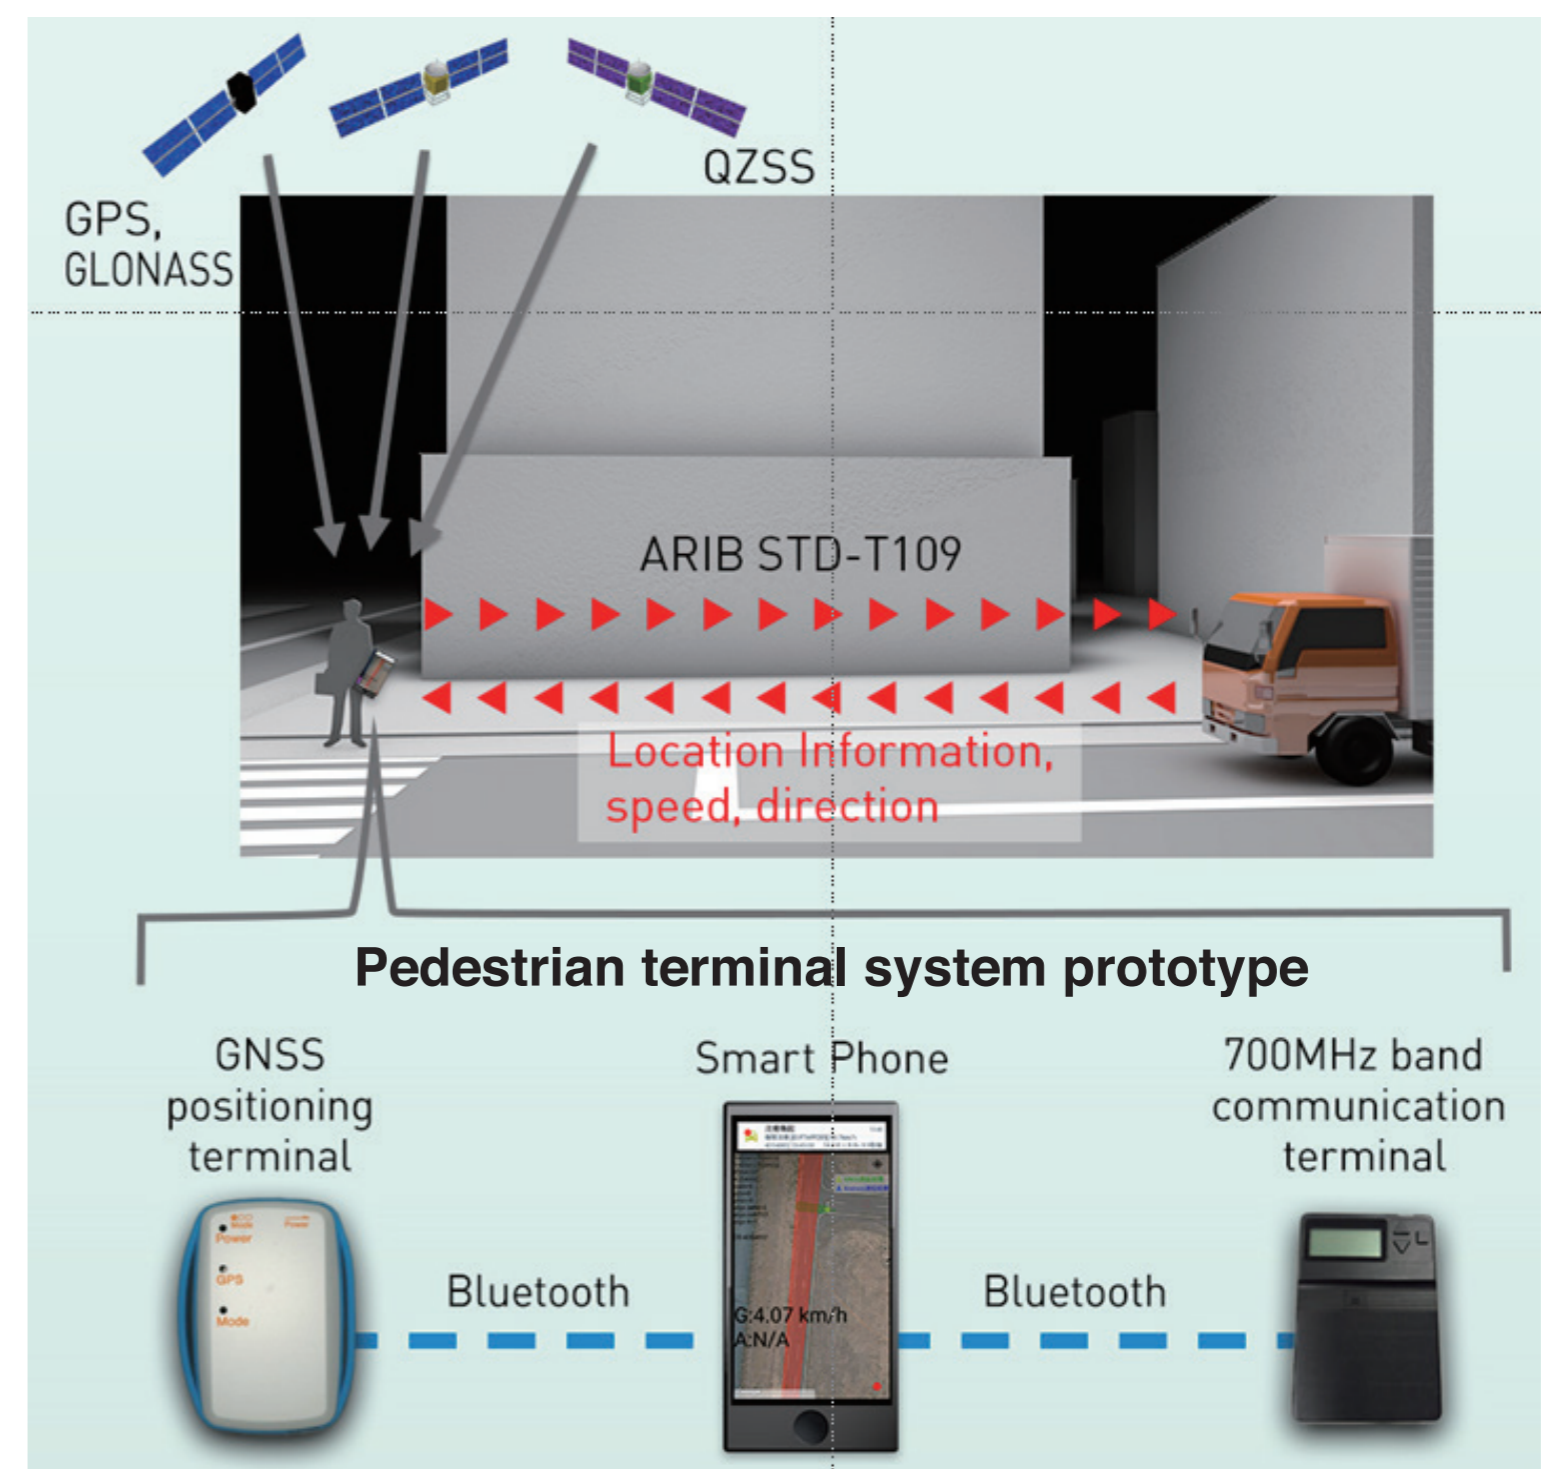 QZSS
GPS,
GLONASS
ARIB STD-T109
Location Information,
speed, direction
Pedestrian terminal system prototype
GNSS
positioning
terminal
Smart Phone
700MHz band
communication
terminal
Mode
Power
Power
GPS
Mode
Bluetooth
Bluetooth
G:4.07 km/h
A:N/A